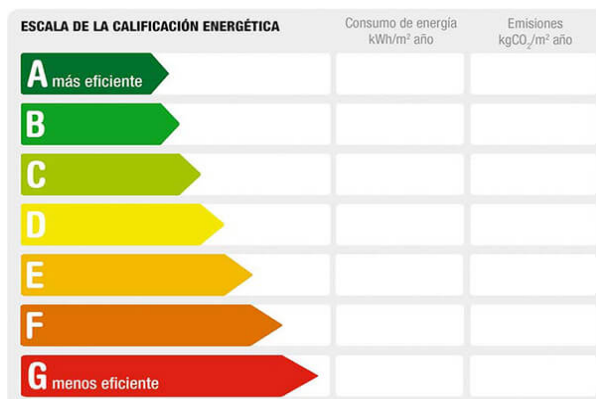 ESCALA DE LA CALIFICACIÓN ENERGÉTICA
Consumo de energía
kWh/m² año
Emisiones
kgCO₂/m² año
A más eficiente
B
C
D
E
F
G menos eficiente